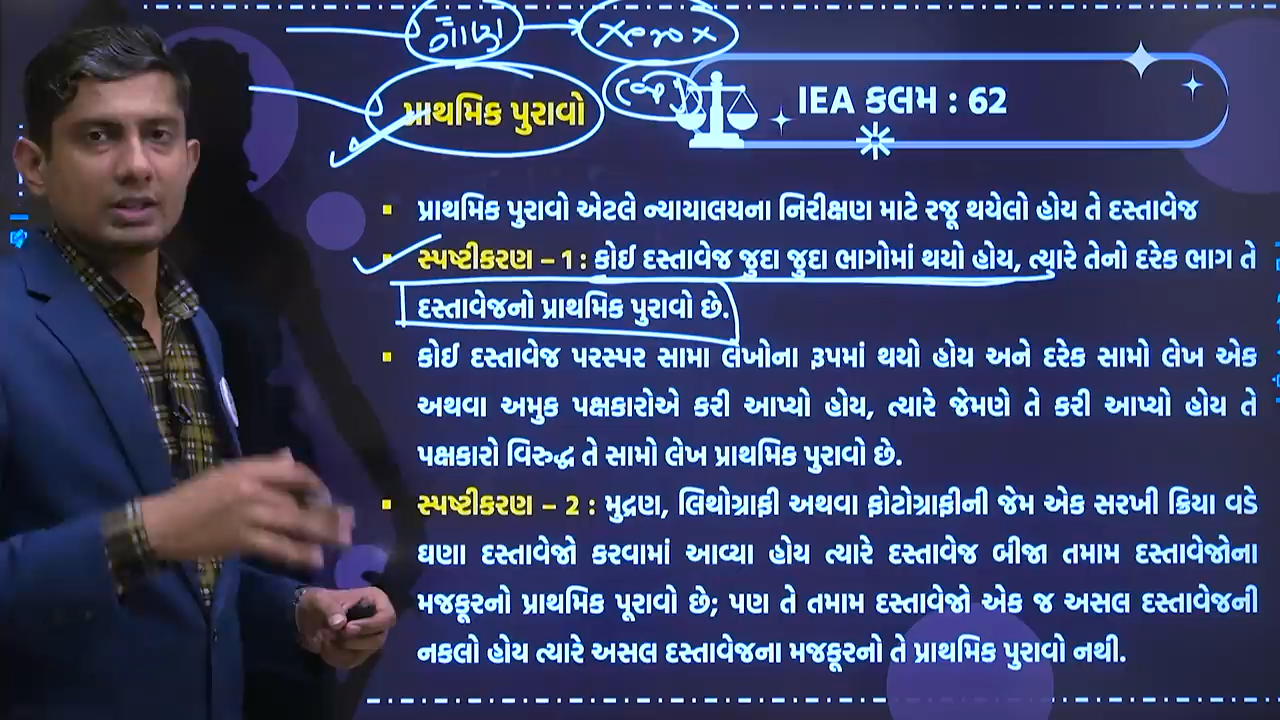 ગૌણ Xerox
(નકલ)
પ્રાથમિક પુરાવો
IEA કલમ : 62
▪ પ્રાથમિક પુરાવો એટલે ન્યાયાલયના નિરીક્ષણ માટે રજૂ થયેલો હોય તે દસ્તાવેજ
▪ સ્પષ્ટીકરણ – 1 : કોઈ દસ્તાવેજ જુદા જુદા ભાગોમાં થયો હોય, ત્યારે તેનો દરેક ભાગ તે
દસ્તાવેજનો પ્રાથમિક પુરાવો છે.
▪ કોઈ દસ્તાવેજ પરસ્પર સામા લેખોના રૂપમાં થયો હોય અને દરેક સામો લેખ એક
અથવા અમુક પક્ષકારોએ કરી આપ્યો હોય, ત્યારે જેમણે તે કરી આપ્યો હોય તે
પક્ષકારો વિરુદ્ધ તે સામો લેખ પ્રાથમિક પુરાવો છે.
▪ સ્પષ્ટીકરણ – 2 : મુદ્રણ, લિથોગ્રાફી અથવા ફોટોગ્રાફીની જેમ એક સરખી ક્રિયા વડે
ઘણા દસ્તાવેજો કરવામાં આવ્યા હોય ત્યારે દસ્તાવેજ બીજા તમામ દસ્તાવેજોના
મજકૂરનો પ્રાથમિક પૂરાવો છે; પણ તે તમામ દસ્તાવેજો એક જ અસલ દસ્તાવેજની
નકલો હોય ત્યારે અસલ દસ્તાવેજના મજકૂરનો તે પ્રાથમિક પુરાવો નથી.